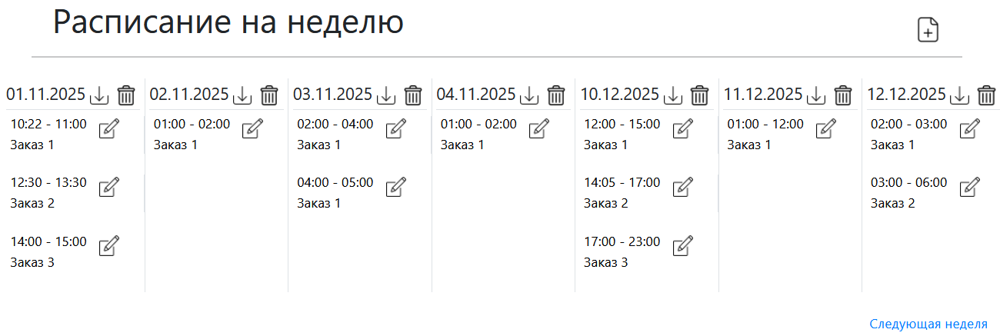 Расписание на неделю
01.11.2025
10:22 - 11:00
Заказ 1
12:30 - 13:30
Заказ 2
14:00 - 15:00
Заказ 3
02.11.2025
01:00 - 02:00
Заказ 1
03.11.2025
02:00 - 04:00
Заказ 1
04:00 - 05:00
Заказ 1
04.11.2025
01:00 - 02:00
Заказ 1
10.12.2025
12:00 - 15:00
Заказ 1
14:05 - 17:00
Заказ 2
17:00 - 23:00
Заказ 3
11.12.2025
01:00 - 12:00
Заказ 1
12.12.2025
02:00 - 03:00
Заказ 1
03:00 - 06:00
Заказ 2
Следующая неделя